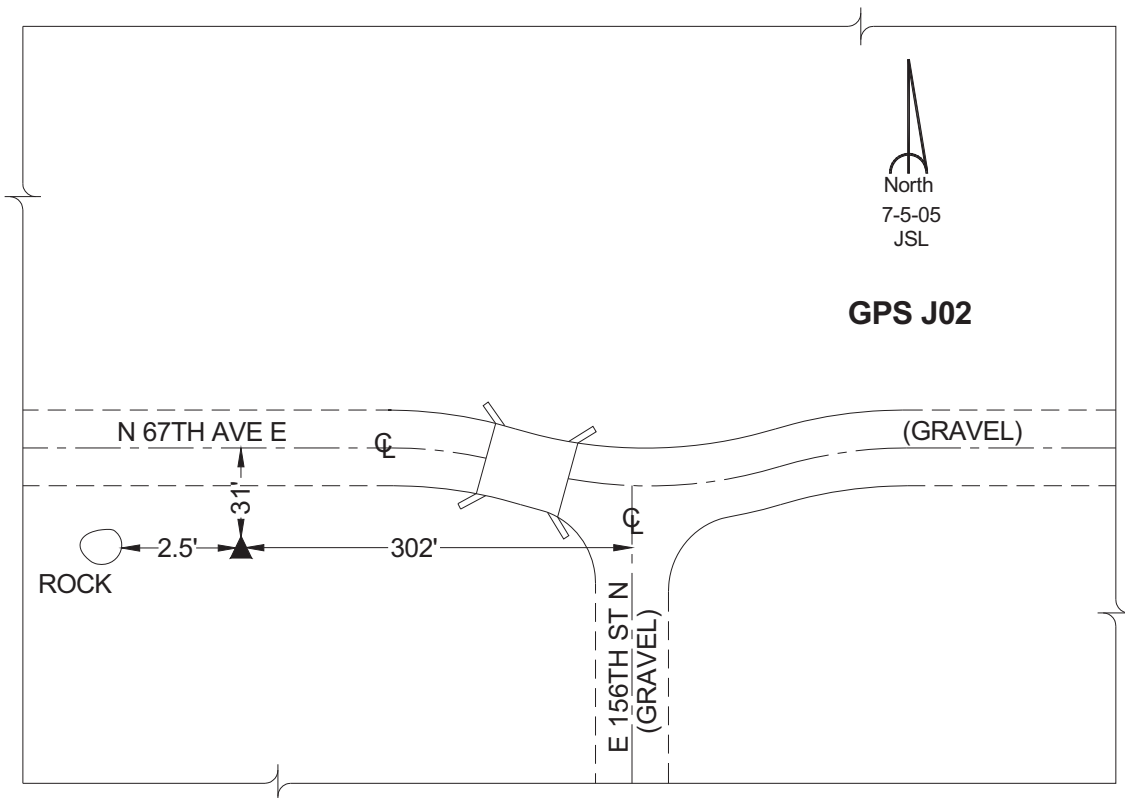 North
7-5-05
JSL
GPS J02
N 67TH AVE E
℄
(GRAVEL)
31'
℄
2.5'
302'
ROCK
E 156TH ST N
(GRAVEL)